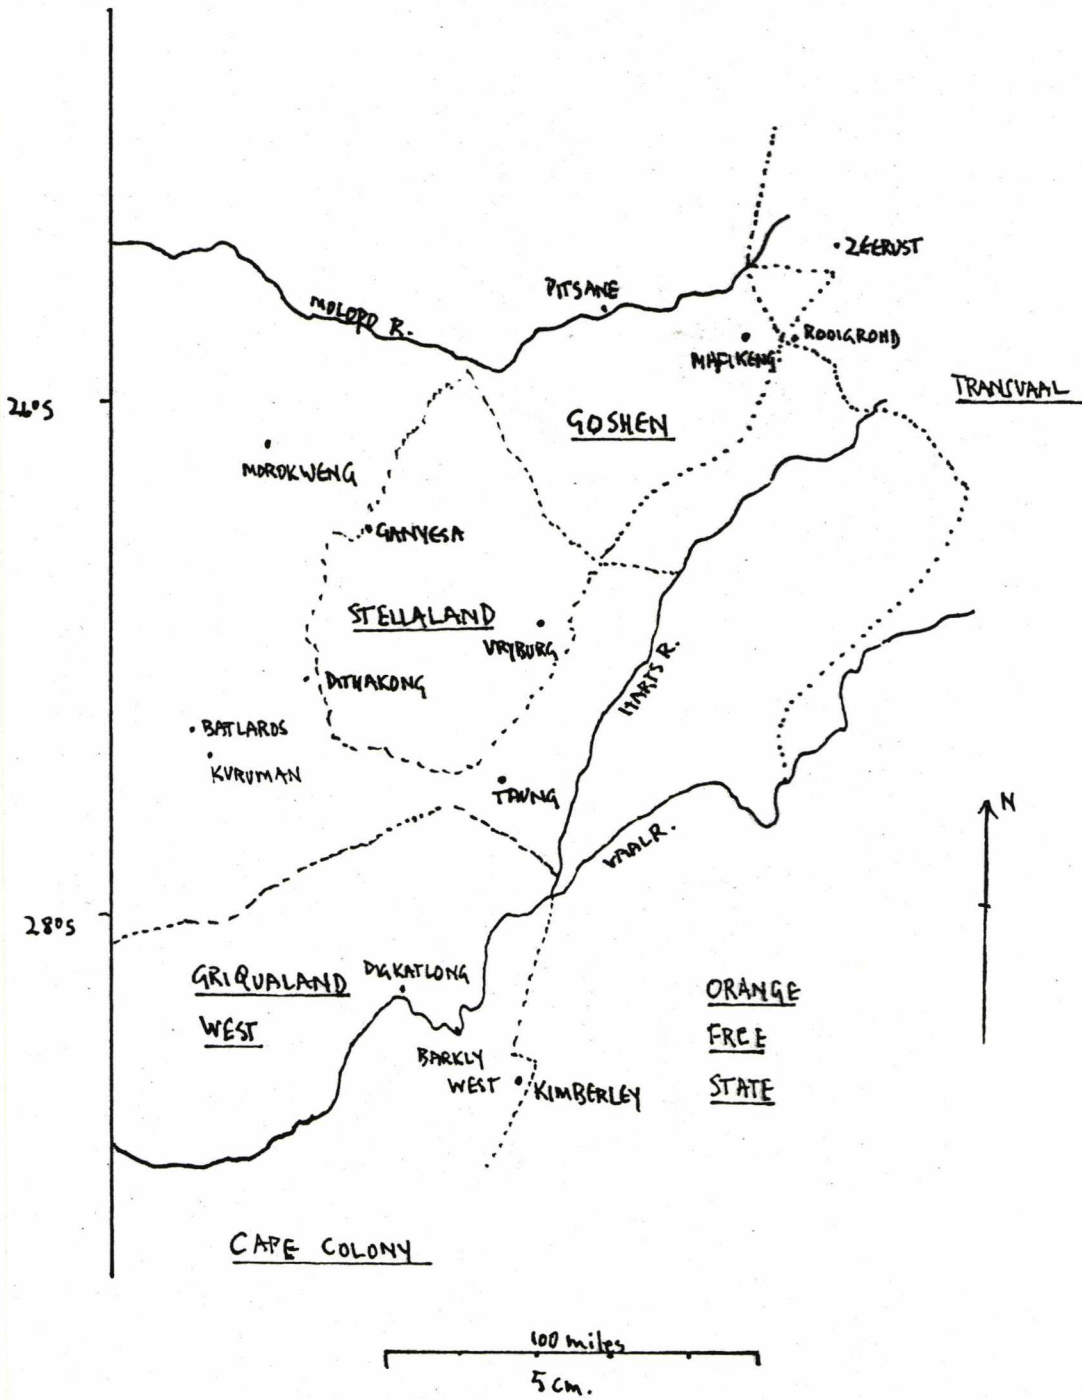 ZEERUST
PITSANE
MOLOPO R.
MAFIKENG
ROOIGROND
26°S
TRANSVAAL
GOSHEN
MOROKWENG
GANYESA
STELLALAND
VRYBURG
HARTS R.
DITHAKONG
BATLAROS
KURUMAN
TAUNG
VAAL R.
N
28°S
GRIQUALAND
WEST
DIGKATLONG
ORANGE
FREE
STATE
BARKLY
WEST
KIMBERLEY
CAPE COLONY
100 miles
5 cm.